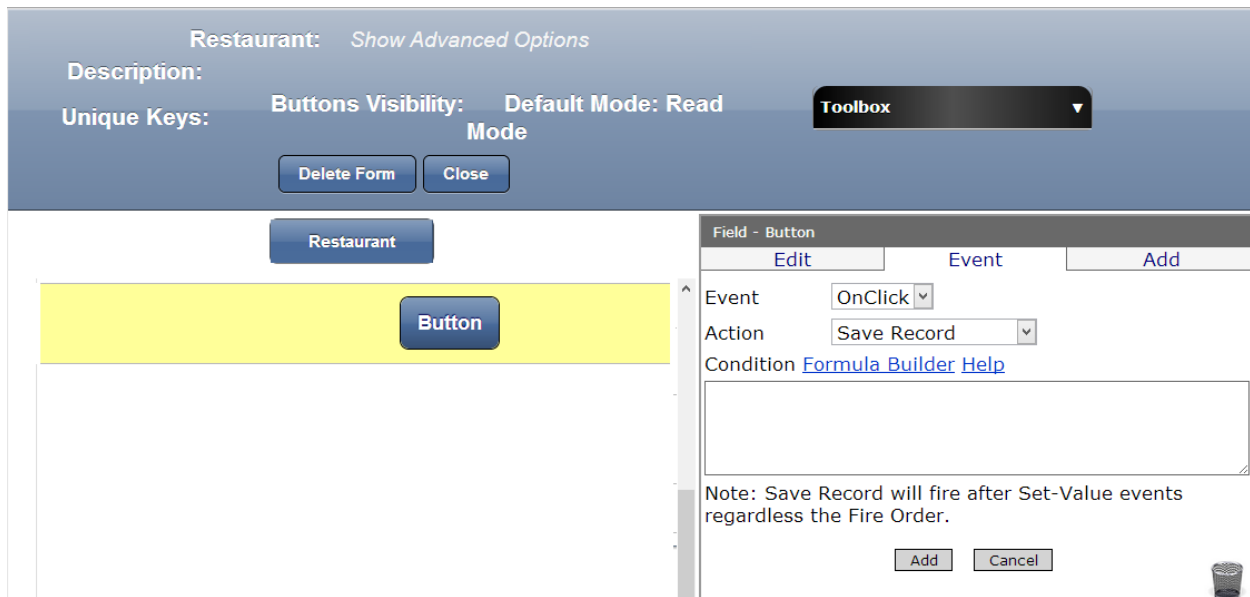 Restaurant: Show Advanced Options
Description:
Unique Keys:
Buttons Visibility: Default Mode: Read
Mode
Toolbox
Delete Form Close
Restaurant
Button
Field - Button
Edit Event Add
Event OnClick
Action Save Record
Condition Formula Builder Help
Note: Save Record will fire after Set-Value events
regardless the Fire Order.
Add Cancel